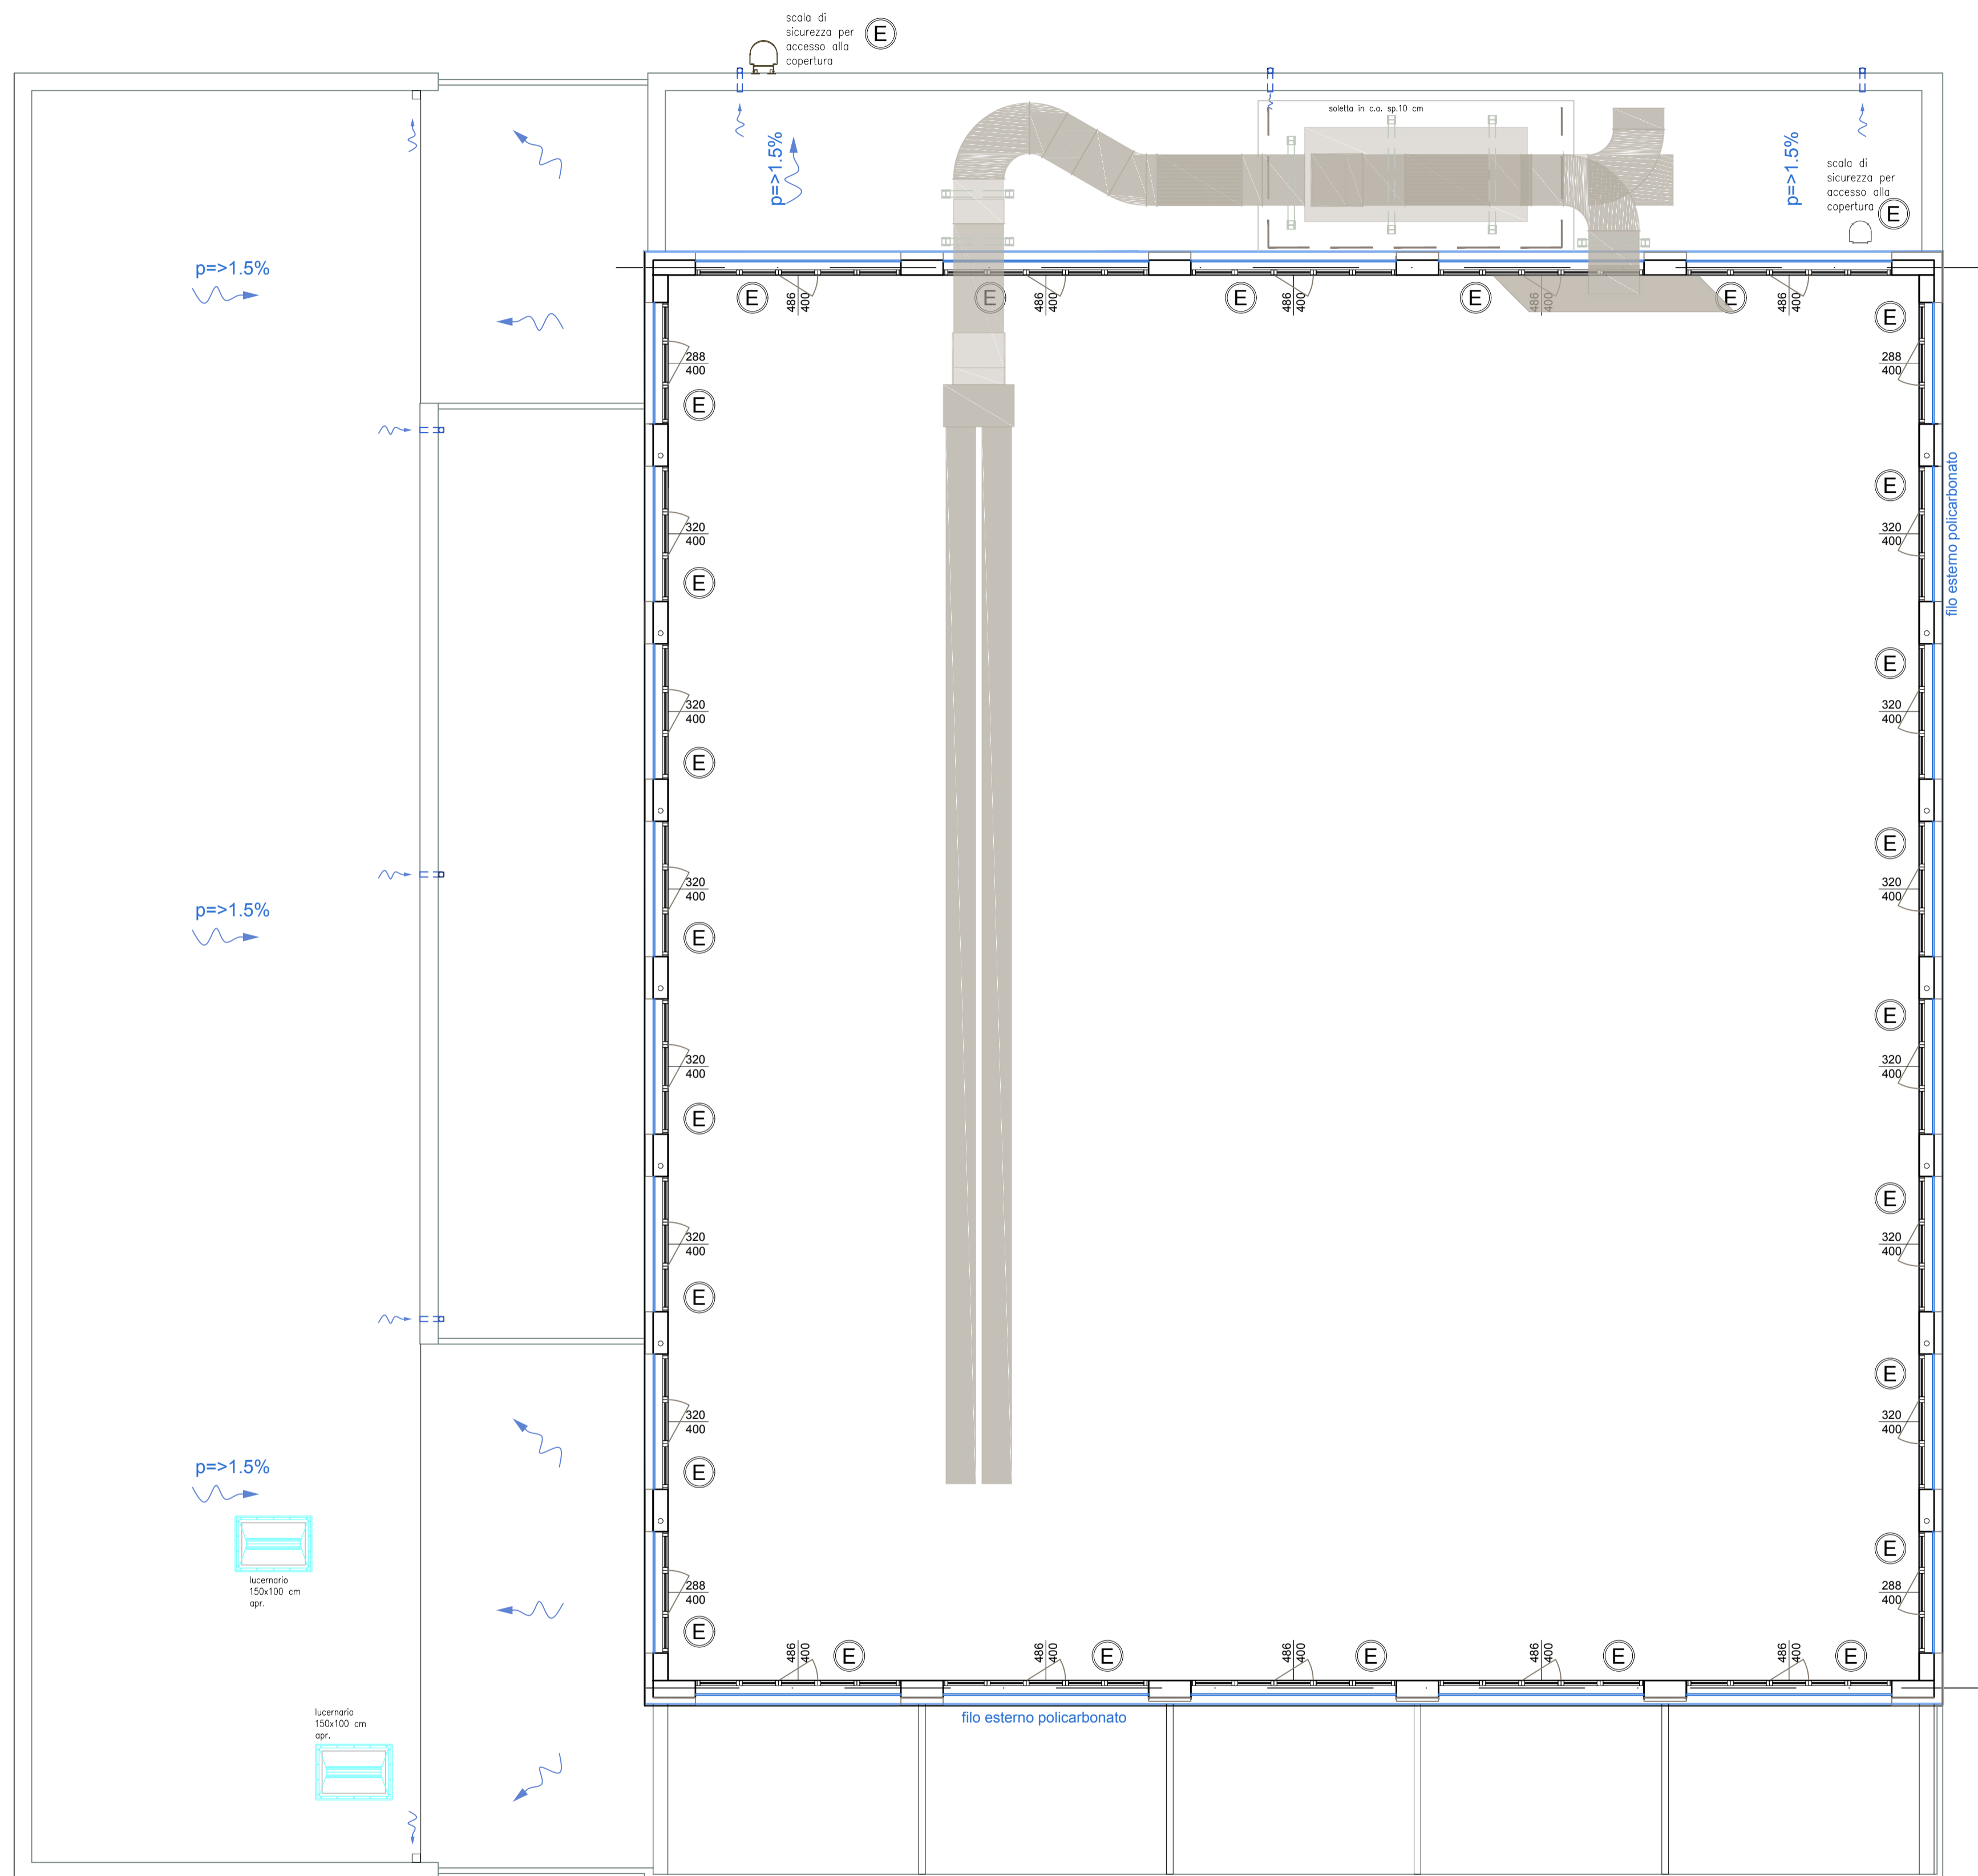 scala di
sicurezza per
accesso alla
copertura
E
soletta in c.a. sp.10 cm
p=>1.5%
p=>1.5%
scala di
sicurezza per
accesso alla
copertura
E
p=>1.5%
E
486
400
E
486
400
E
486
400
E
486
400
E
486
400
E
288
400
E
288
400
E
320
400
E
320
400
filo esterno policarbonato
E
320
400
E
320
400
E
320
400
E
320
400
p=>1.5%
E
320
400
E
320
400
E
320
400
E
320
400
E
320
400
E
320
400
p=>1.5%
E
288
400
E
288
400
lucernario
150x100 cm
apr.
486
400
E
486
400
E
486
400
E
486
400
E
486
400
E
filo esterno policarbonato
lucernario
150x100 cm
apr.